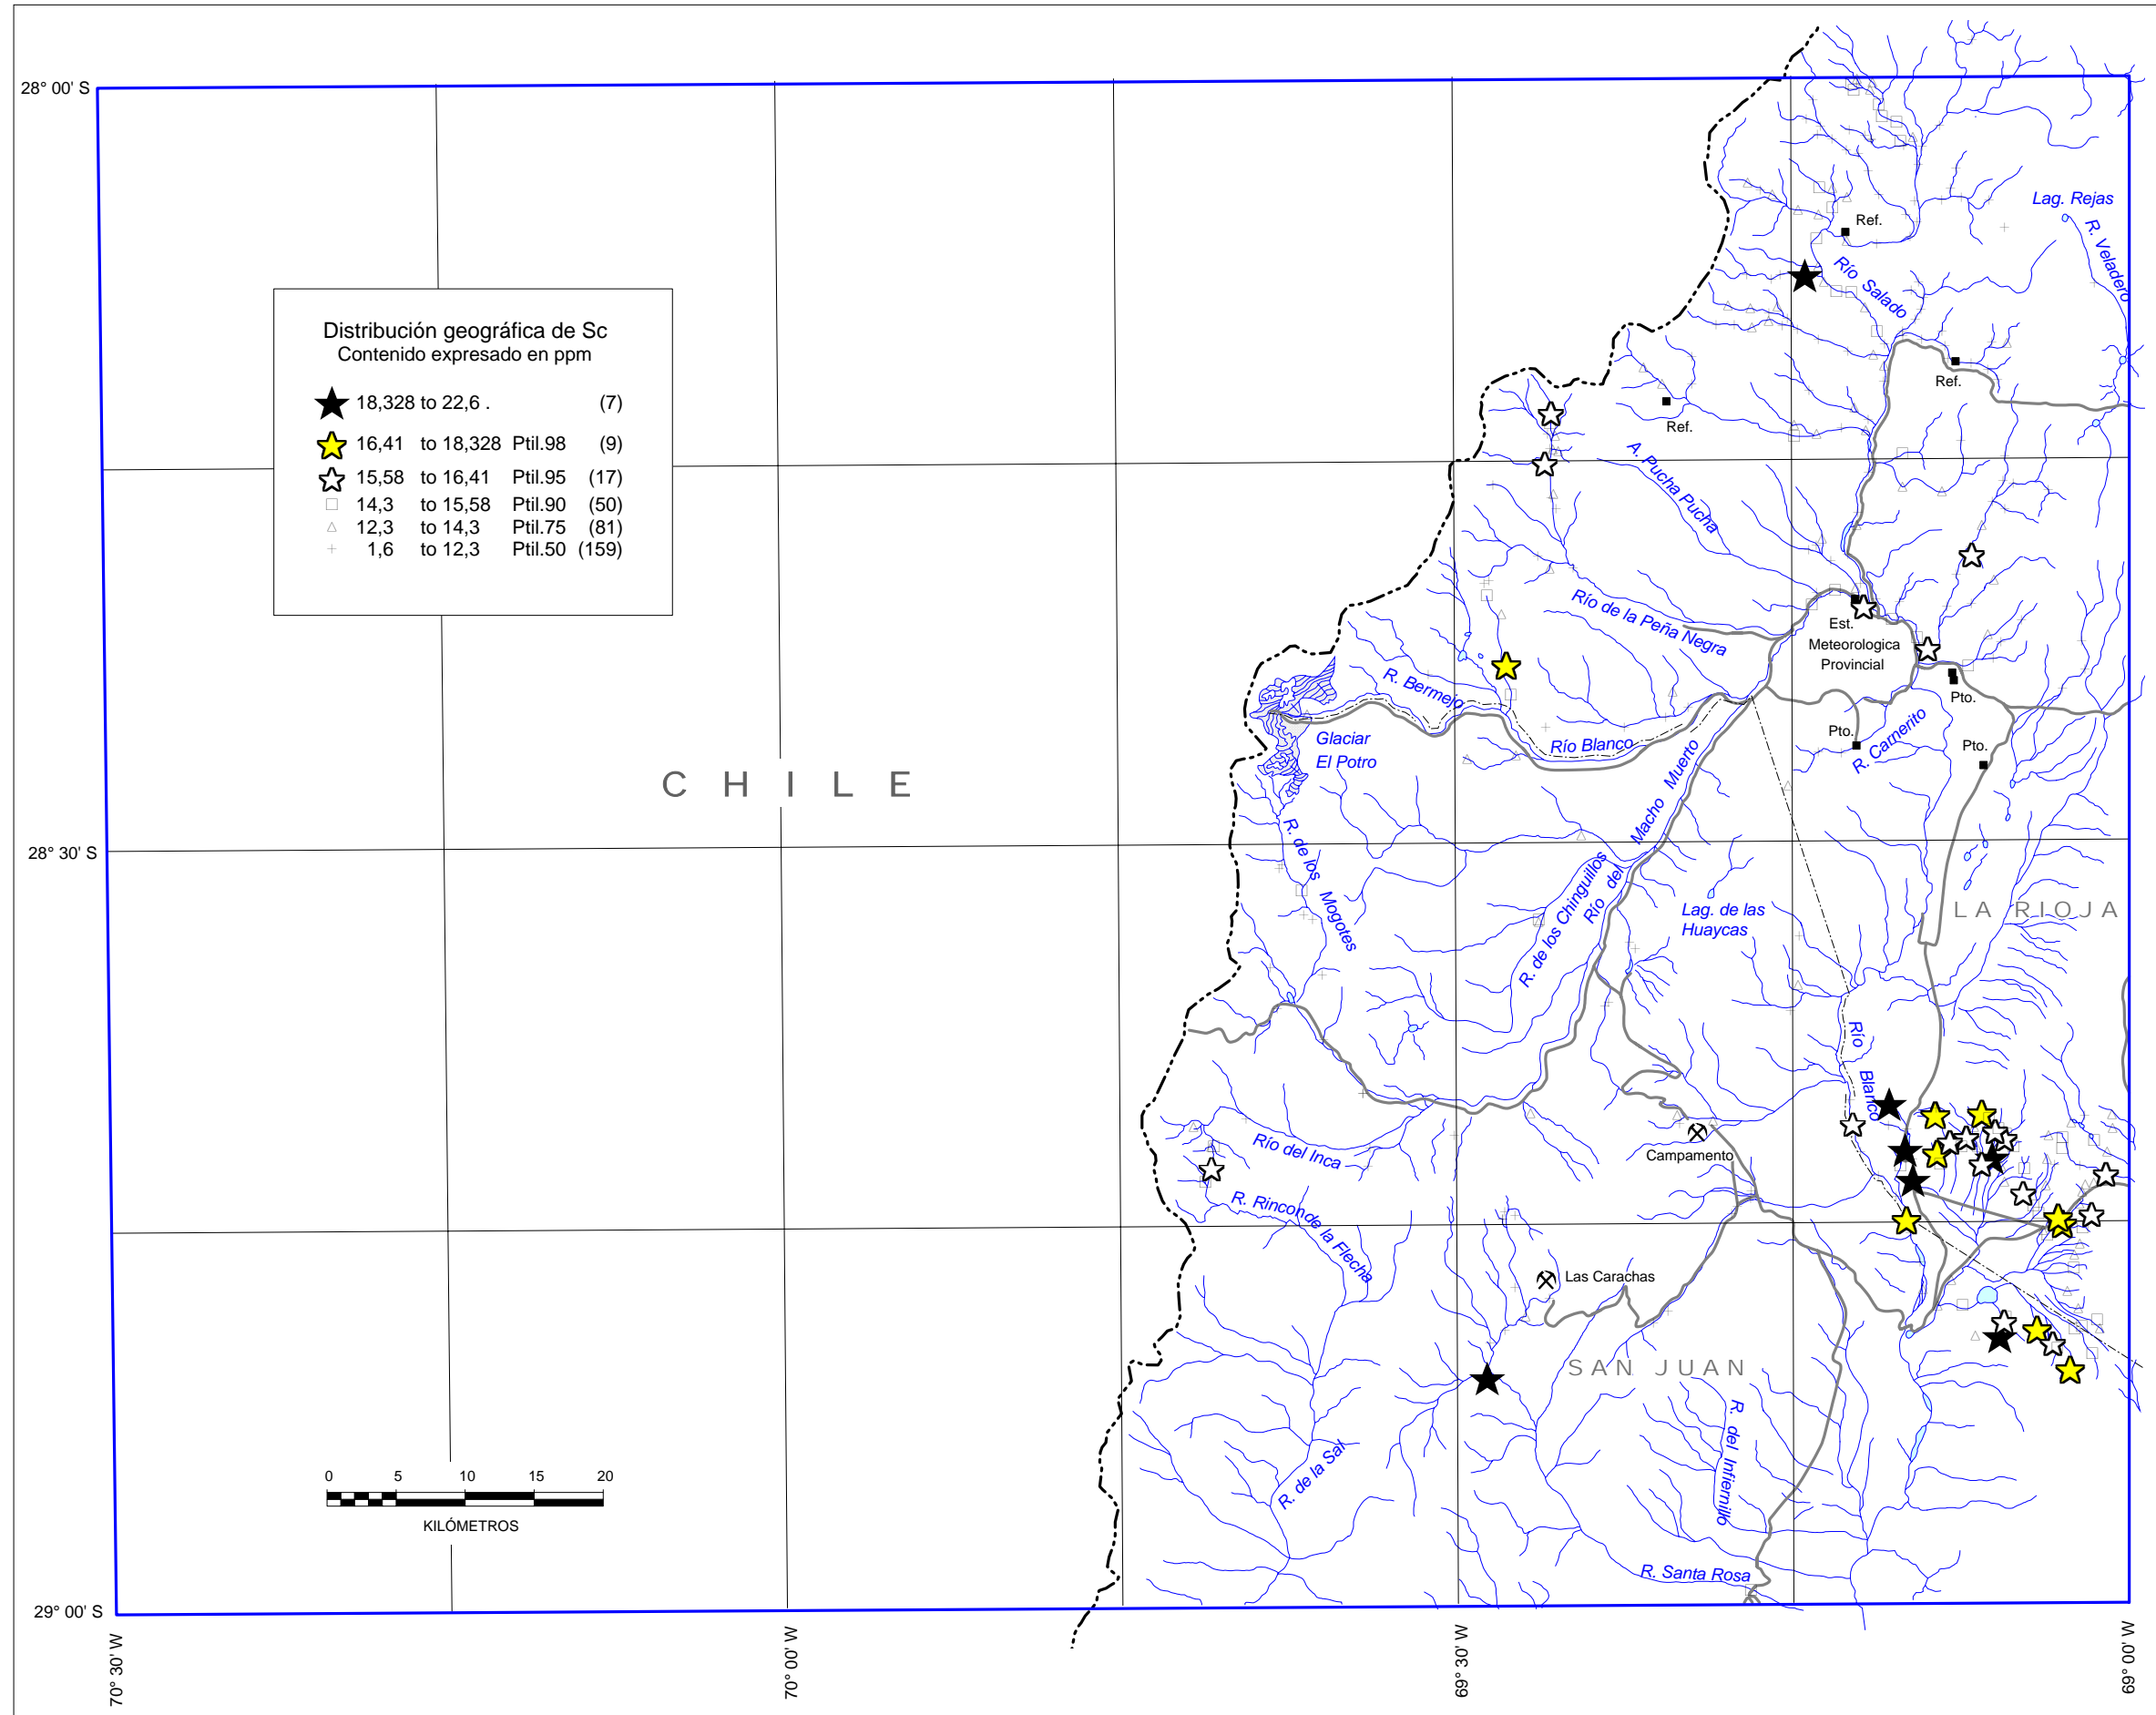 28° 00' S
Lag. Rejas
R. Veladero
Ref.
Río Salado
Distribución geográfica de Sc
Contenido expresado en ppm
18,328 to 22,6 . (7)
16,41 to 18,328 Ptil.98 (9)
15,58 to 16,41 Ptil.95 (17)
14,3 to 15,58 Ptil.90 (50)
12,3 to 14,3 Ptil.75 (81)
1,6 to 12,3 Ptil.50 (159)
Ref.
Ref.
A. Pucha Pucha
Río de la Peña Negra
Est.
Meteorologica
Provincial
R. Bermejo
Pto.
Pto.
R. Carnerito
Pto.
Glaciar
El Potro
Río Blanco
CHILE
Río del Macho Muerto
28° 30' S
R. de los Mogotes
R. de los Chinguillos
Lag. de las
Huaycas
LA RIOJA
Río Blanco
Río del Inca
Campamento
R. Rincon de la Flecha
Las Carachas
SAN JUAN
R. de la Sal
R. del Infiernillo
0 5 10 15 20
KILÓMETROS
R. Santa Rosa
29° 00' S
70° 30' W
70° 00' W
69° 30' W
69° 00' W